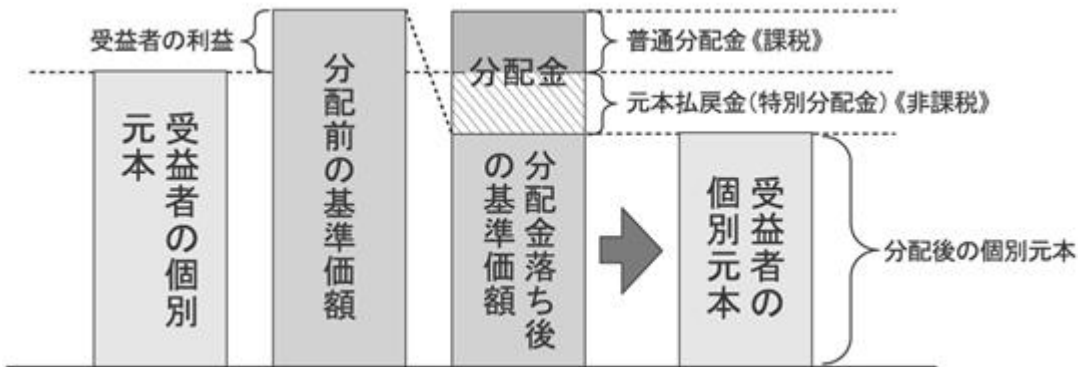 受益者の利益
受益者の個別
元本
分配前の基準価額
分配金
分配金落ち後
の基準価額
普通分配金《課税》
元本払戻金(特別分配金)《非課税》
受益者の
個別元本
分配後の個別元本